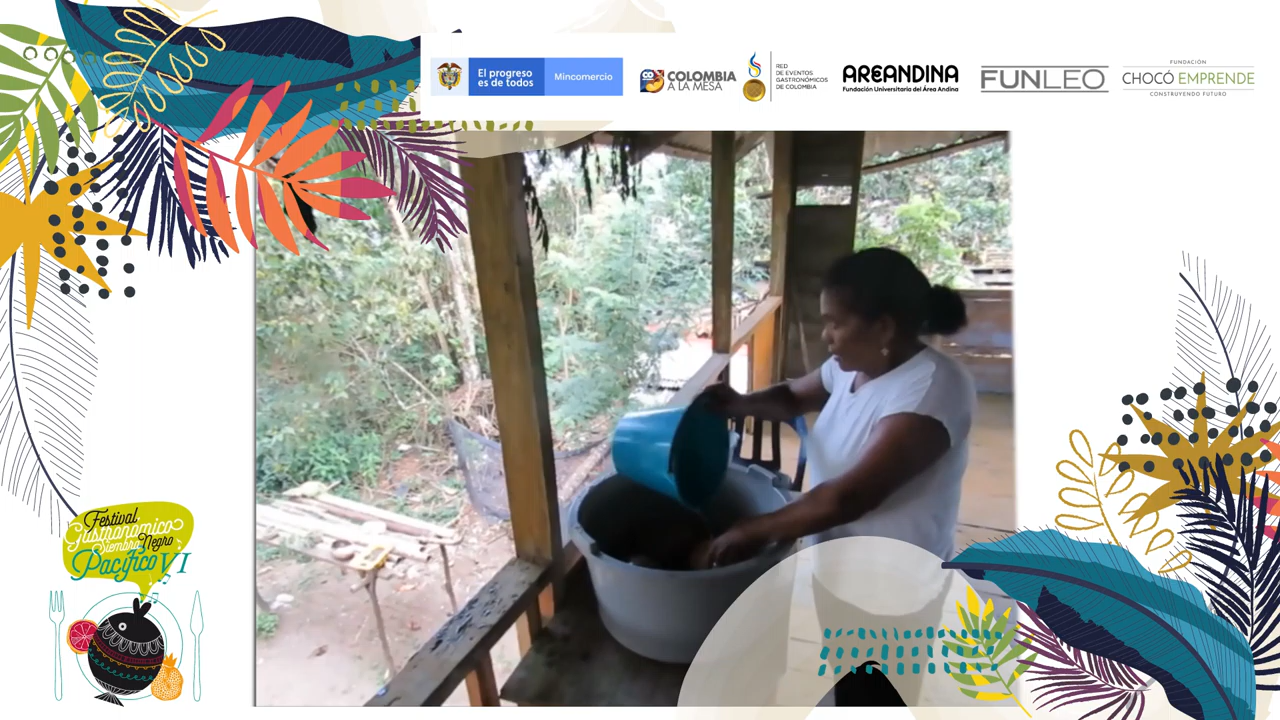 El progreso
es de todos
Mincomercio
CO
COLOMBIA
A LA MESA
RED
DE EVENTOS
GASTRONÓMICOS
DE COLOMBIA
AREANDINA
Fundación Universitaria del Área Andina
FUNLEO
FUNDACIÓN
CHOCÓ EMPRENDE
CONSTRUYENDO FUTURO
Festival
Gastronómico
Siembra Negro
Pacífico VI